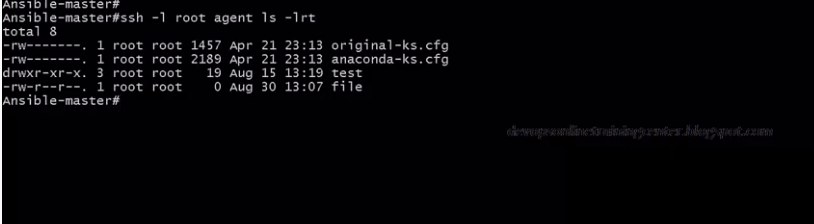 Ansible-master#
Ansible-master#ssh -l root agent ls -lrt
total 8
-rw-------. 1 root root 1457 Apr 21 23:13 original-ks.cfg
-rw-------. 1 root root 2189 Apr 21 23:13 anaconda-ks.cfg
drwxr-xr-x. 3 root root   19 Aug 15 13:19 test
-rw-r--r--. 1 root root    0 Aug 30 13:07 file
Ansible-master#
devopsonlinetrainingcenter.blogspot.com